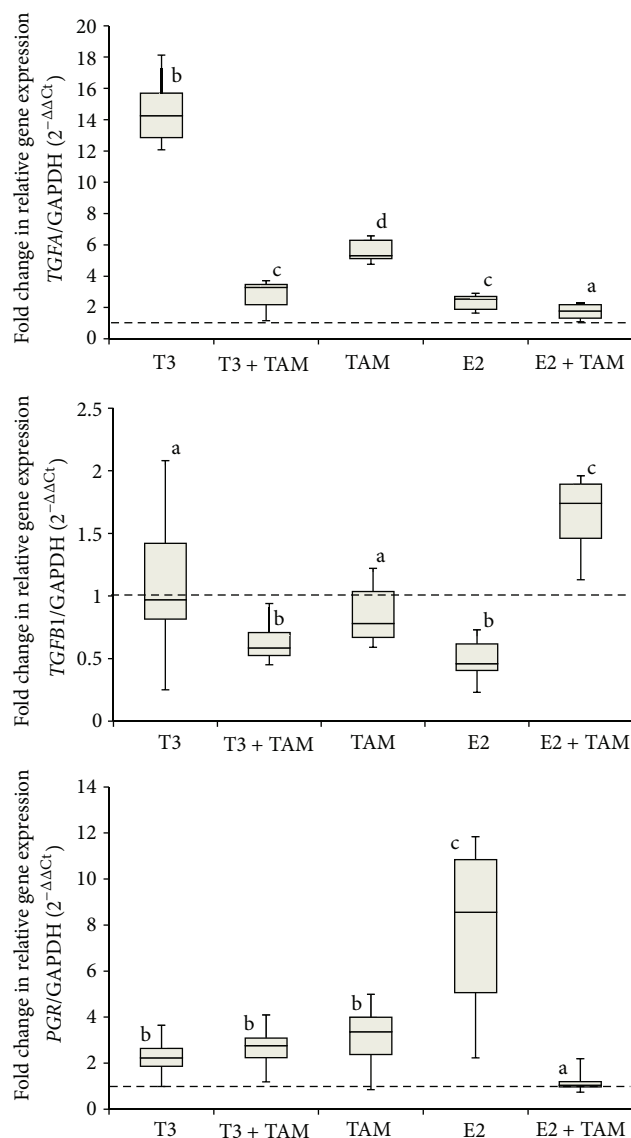 Fold change in relative gene expression
TGFA/GAPDH (2^−ΔΔCt)
20
18
16
14
12
10
8
6
4
2
0
b
c
d
c
a
T3
T3 + TAM
TAM
E2
E2 + TAM
Fold change in relative gene expression
TGFB1/GAPDH (2^−ΔΔCt)
2.5
2
1.5
1
0.5
0
a
b
a
b
c
T3
T3 + TAM
TAM
E2
E2 + TAM
Fold change in relative gene expression
PGR/GAPDH (2^−ΔΔCt)
14
12
10
8
6
4
2
0
b
b
b
c
a
T3
T3 + TAM
TAM
E2
E2 + TAM